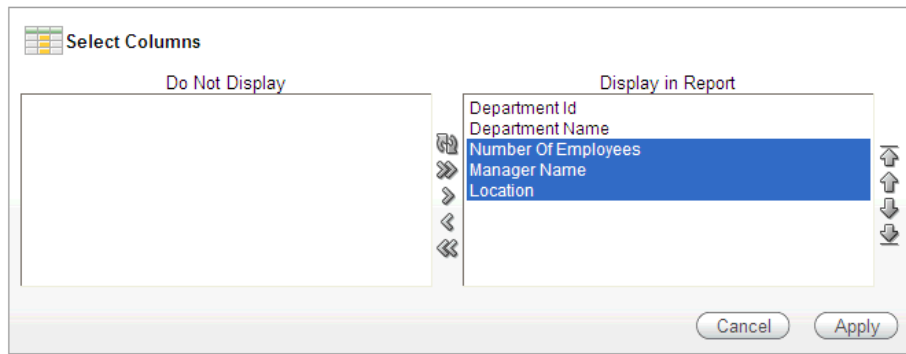 Select Columns
Do Not Display
Display in Report
Department Id
Department Name
Number Of Employees
Manager Name
Location
Cancel
Apply